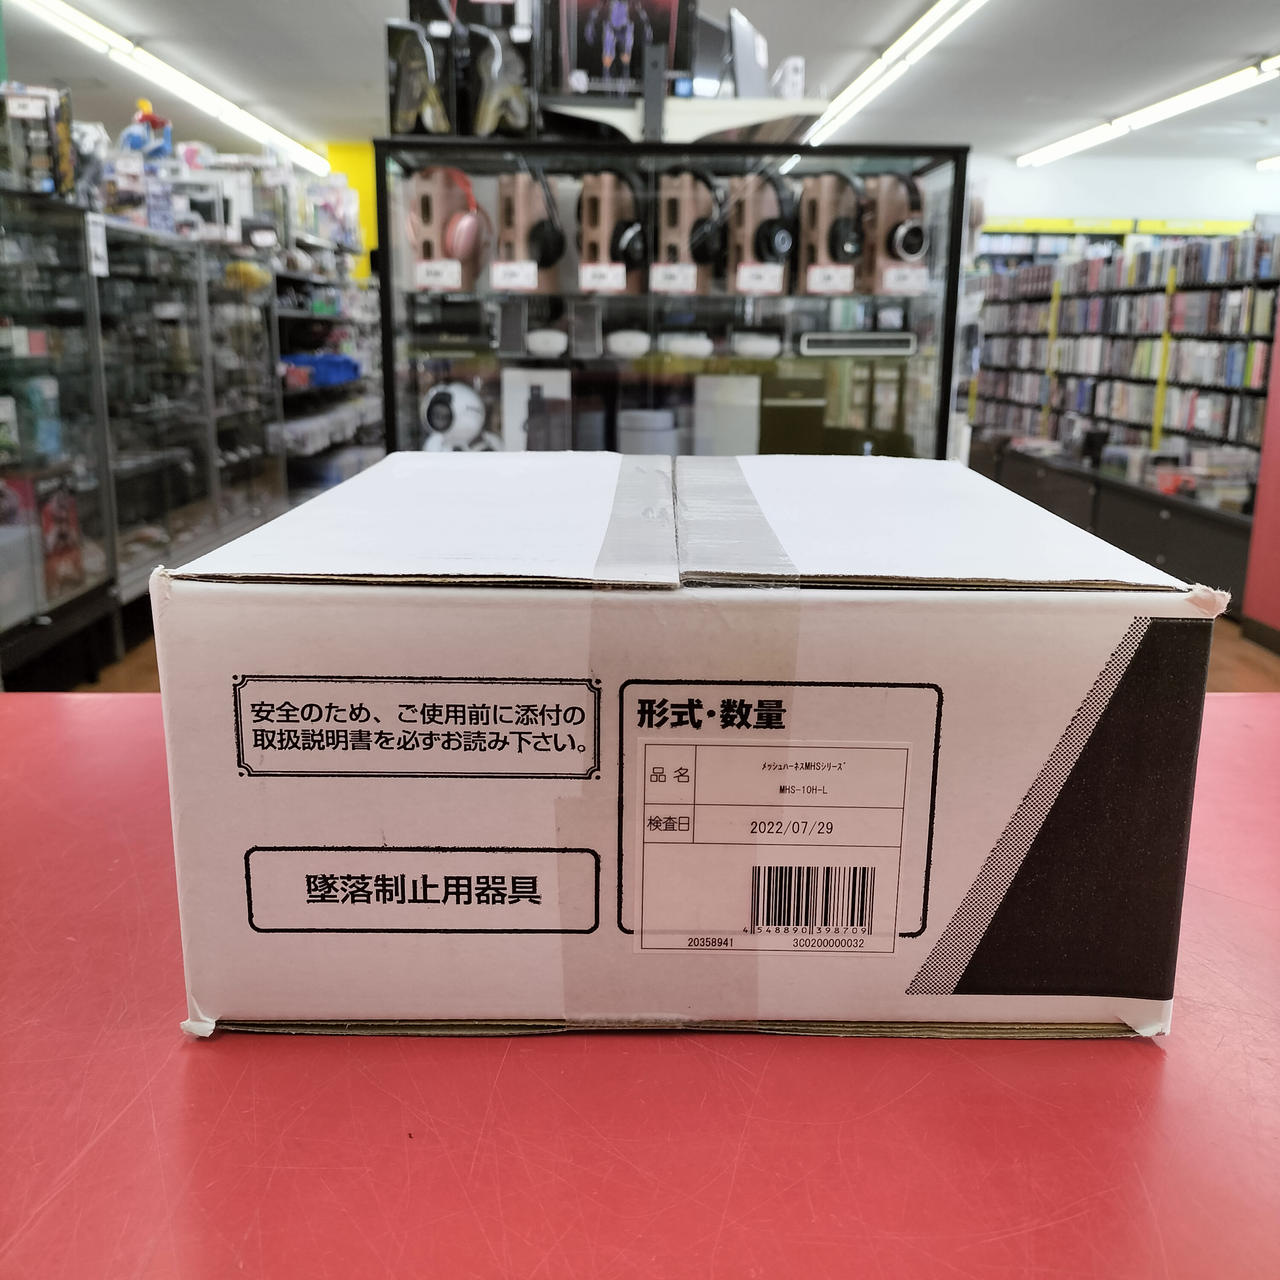 安全のため、ご使用前に添付の
取扱説明書を必ずお読み下さい。
墜落制止用器具
形式・数量
品名
ﾒｯｼｭﾊｰﾈｽMHSｼﾘｰｽﾞ
MHS-10H-L
検査日
2022/07/29
4 548890 398709
20358941
3C0200000032